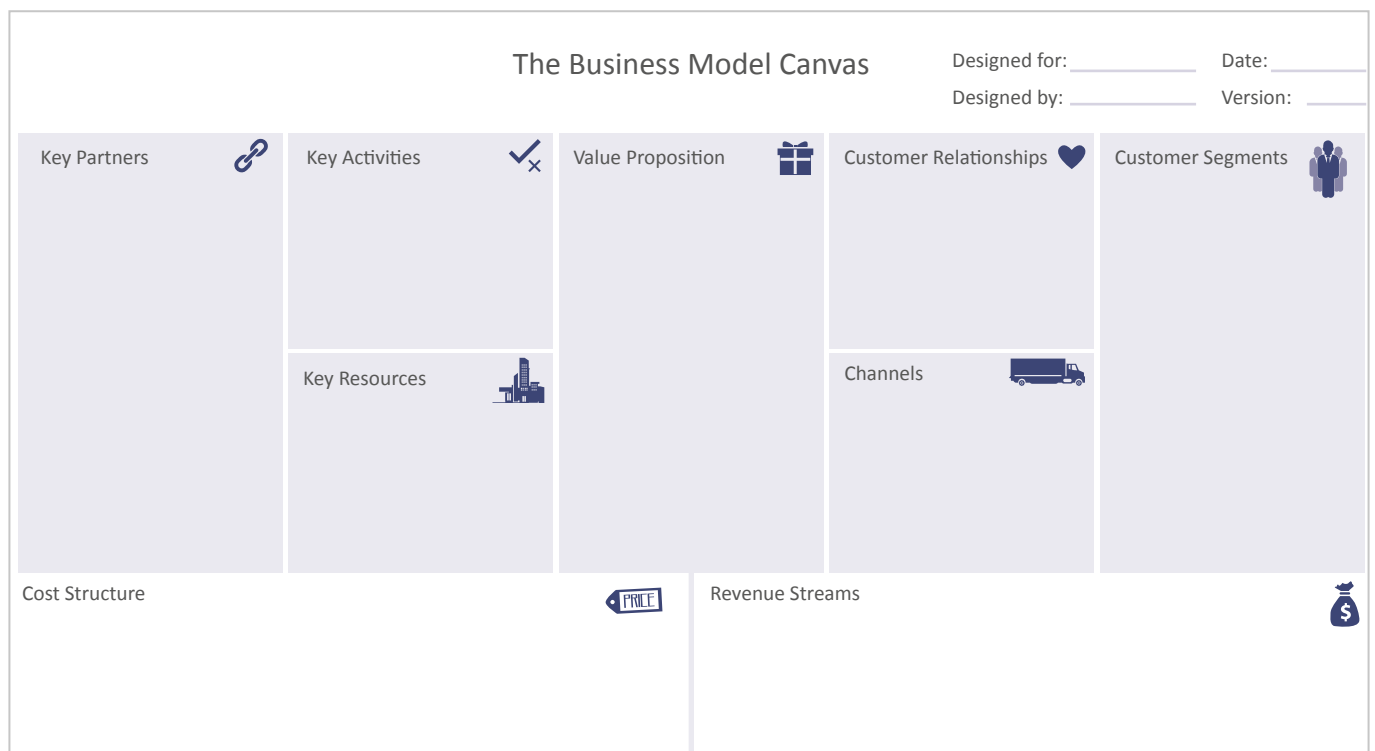 The Business Model Canvas
Designed for:
Date:
Designed by:
Version:
Key Partners
Key Activities
Value Proposition
Customer Relationships
Customer Segments
Key Resources
Channels
Cost Structure
PRICE
Revenue Streams
$